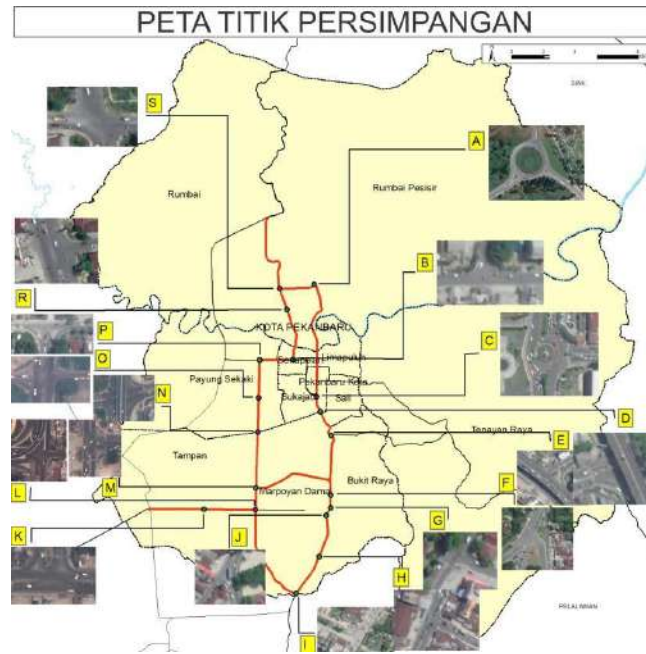 PETA TITIK PERSIMPANGAN
S
A
Rumbai
Rumbai Pesisir
B
R
KOTA PEKANBARU
P
C
O
Limapuluh
Payung Sekaki
Pekanbaru Kota
N
Sukajadi
Sail
D
Tenayan Raya
E
Tampan
F
M
Marpoyan Damai
Bukit Raya
L
G
K
J
H
PELALAWAN
I